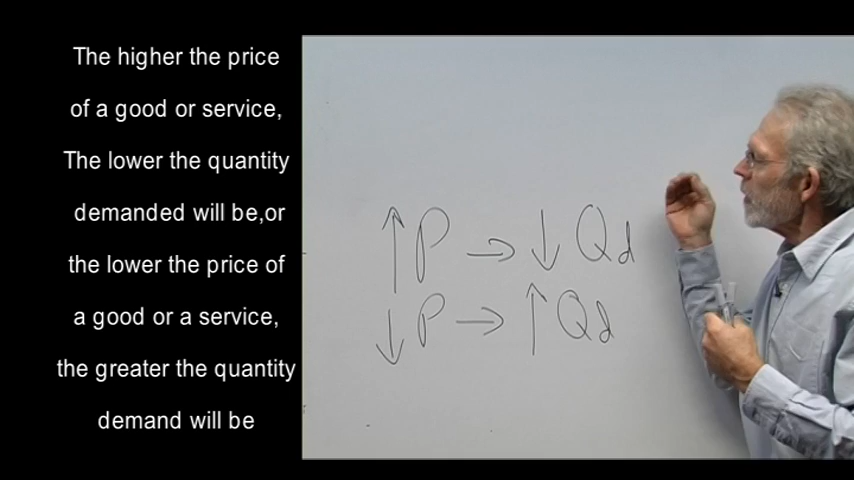 The higher the price
of a good or service,
The lower the quantity
demanded will be,or
the lower the price of
a good or a service,
the greater the quantity
demand will be
↑P → ↓Qd
↓P → ↑Qd